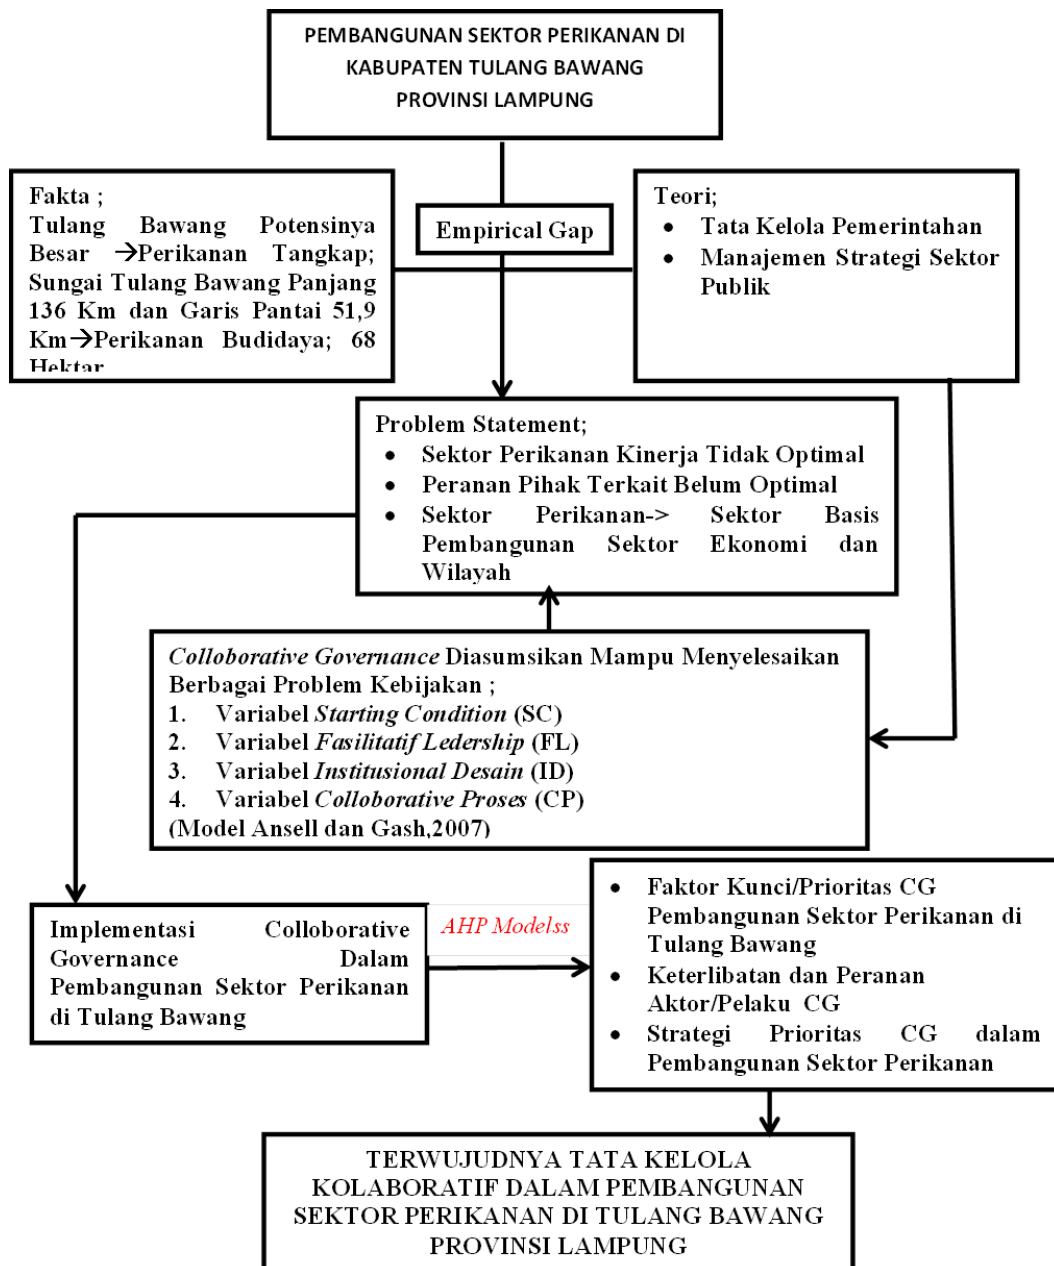 PEMBANGUNAN SEKTOR PERIKANAN DI
KABUPATEN TULANG BAWANG
PROVINSI LAMPUNG
Fakta ;
Tulang Bawang Potensinya
Besar →Perikanan Tangkap;
Sungai Tulang Bawang Panjang
136 Km dan Garis Pantai 51,9
Km→Perikanan Budidaya; 68
Hektar
Empirical Gap
Teori;
• Tata Kelola Pemerintahan
• Manajemen Strategi Sektor
Publik
Problem Statement;
• Sektor Perikanan Kinerja Tidak Optimal
• Peranan Pihak Terkait Belum Optimal
• Sektor Perikanan-> Sektor Basis
Pembangunan Sektor Ekonomi dan
Wilayah
Colloborative Governance Diasumsikan Mampu Menyelesaikan
Berbagai Problem Kebijakan ;
1. Variabel Starting Condition (SC)
2. Variabel Fasilitatif Ledership (FL)
3. Variabel Institusional Desain (ID)
4. Variabel Colloborative Proses (CP)
(Model Ansell dan Gash,2007)
Implementasi Colloborative
Governance Dalam
Pembangunan Sektor Perikanan
di Tulang Bawang
AHP Modelss
• Faktor Kunci/Prioritas CG
Pembangunan Sektor Perikanan di
Tulang Bawang
• Keterlibatan dan Peranan
Aktor/Pelaku CG
• Strategi Prioritas CG dalam
Pembangunan Sektor Perikanan
TERWUJUDNYA TATA KELOLA
KOLABORATIF DALAM PEMBANGUNAN
SEKTOR PERIKANAN DI TULANG BAWANG
PROVINSI LAMPUNG